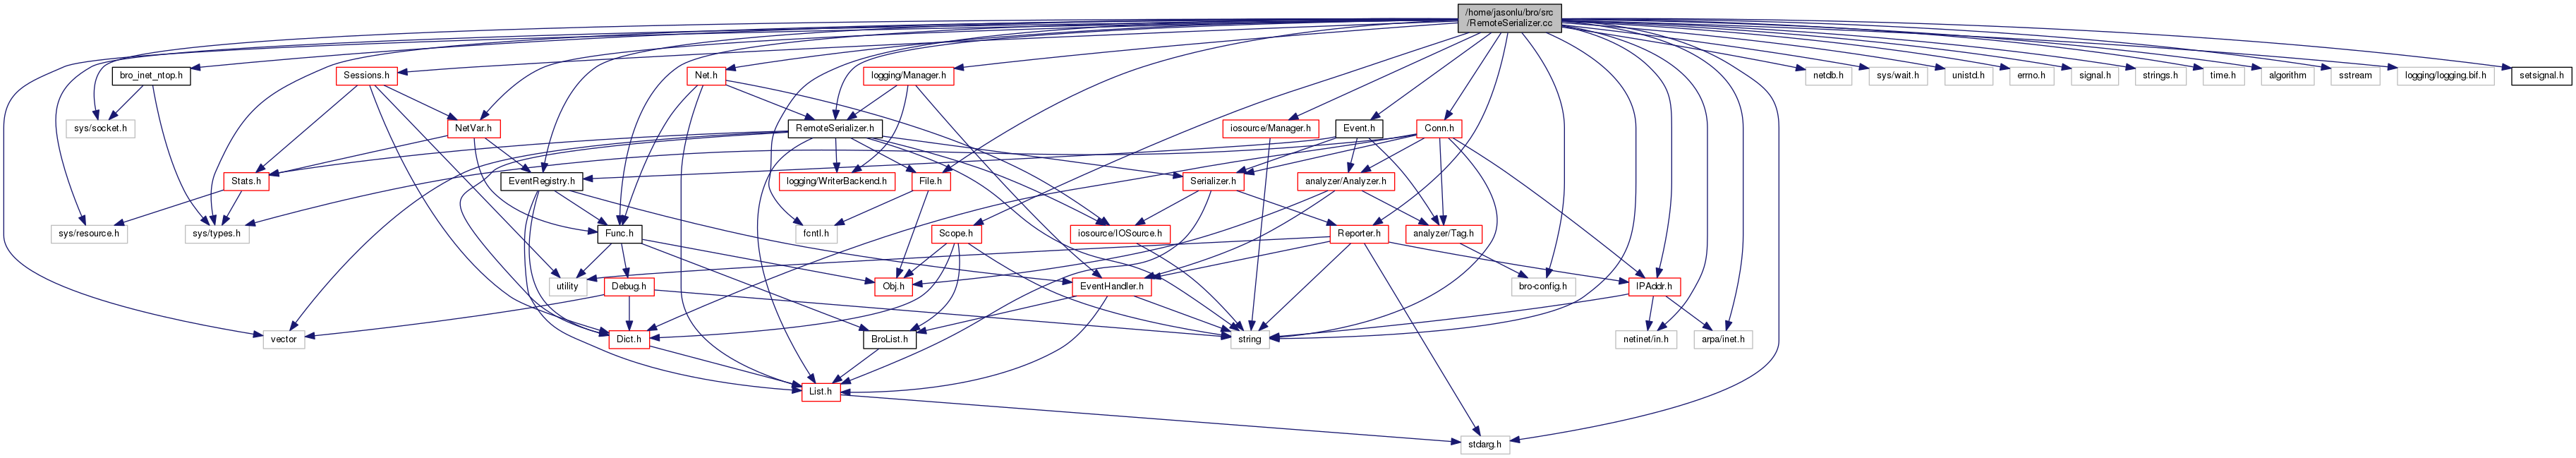 /home/jasonlu/bro/src
/RemoteSerializer.cc
bro_inet_ntop.h
Sessions.h
Net.h
logging/Manager.h
netdb.h
sys/wait.h
unistd.h
errno.h
signal.h
strings.h
time.h
algorithm
sstream
logging/logging.bif.h
setsignal.h
sys/socket.h
NetVar.h
RemoteSerializer.h
iosource/Manager.h
Event.h
Conn.h
Stats.h
EventRegistry.h
logging/WriterBackend.h
File.h
Serializer.h
analyzer/Analyzer.h
sys/resource.h
sys/types.h
Func.h
fcntl.h
Scope.h
iosource/IOSource.h
Reporter.h
analyzer/Tag.h
utility
Debug.h
Obj.h
EventHandler.h
bro-config.h
IPAddr.h
vector
Dict.h
BroList.h
string
netinet/in.h
arpa/inet.h
List.h
stdarg.h